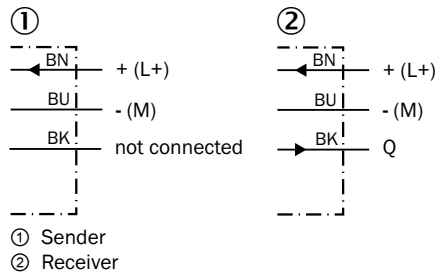 ① ②
BN + (L+) BN + (L+)
BU - (M) BU - (M)
BK not connected BK Q
① Sender
② Receiver